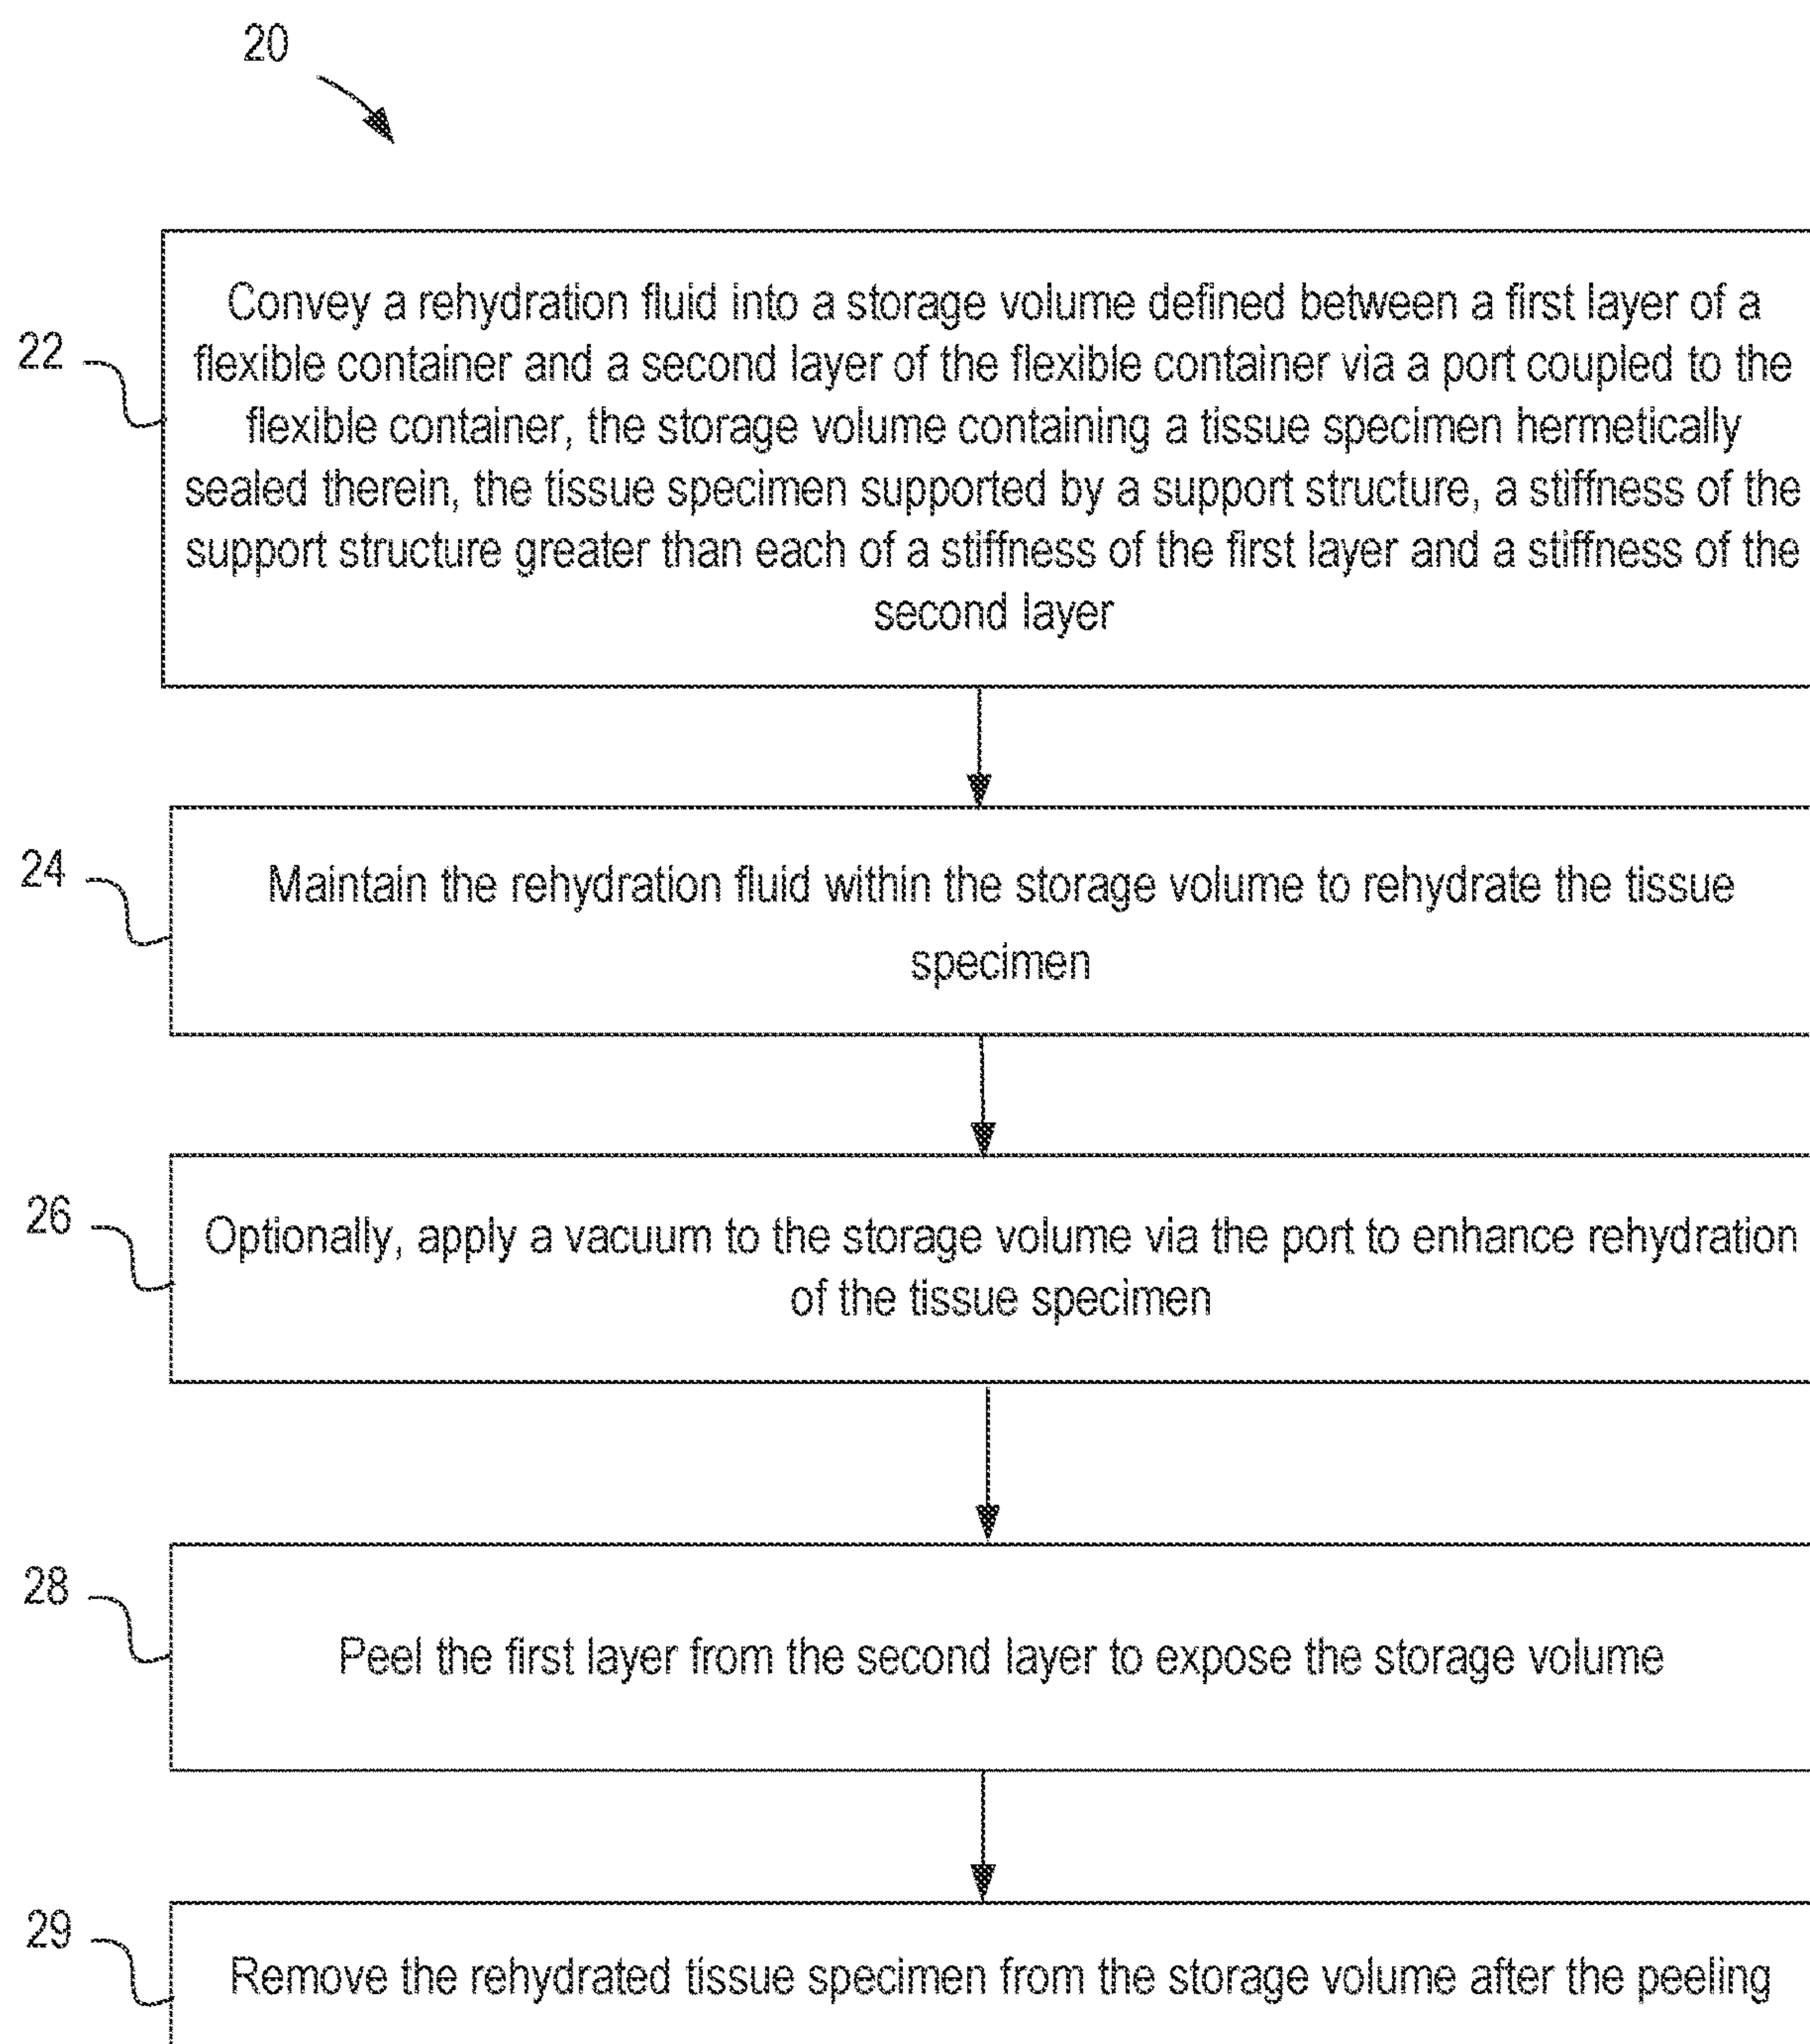 20
22
Convey a rehydration fluid into a storage volume defined between a first layer of a
flexible container and a second layer of the flexible container via a port coupled to the
flexible container, the storage volume containing a tissue specimen hermetically
sealed therein, the tissue specimen supported by a support structure, a stiffness of the
support structure greater than each of a stiffness of the first layer and a stiffness of the
second layer
24
Maintain the rehydration fluid within the storage volume to rehydrate the tissue
specimen
26
Optionally, apply a vacuum to the storage volume via the port to enhance rehydration
of the tissue specimen
28
Peel the first layer from the second layer to expose the storage volume
29
Remove the rehydrated tissue specimen from the storage volume after the peeling